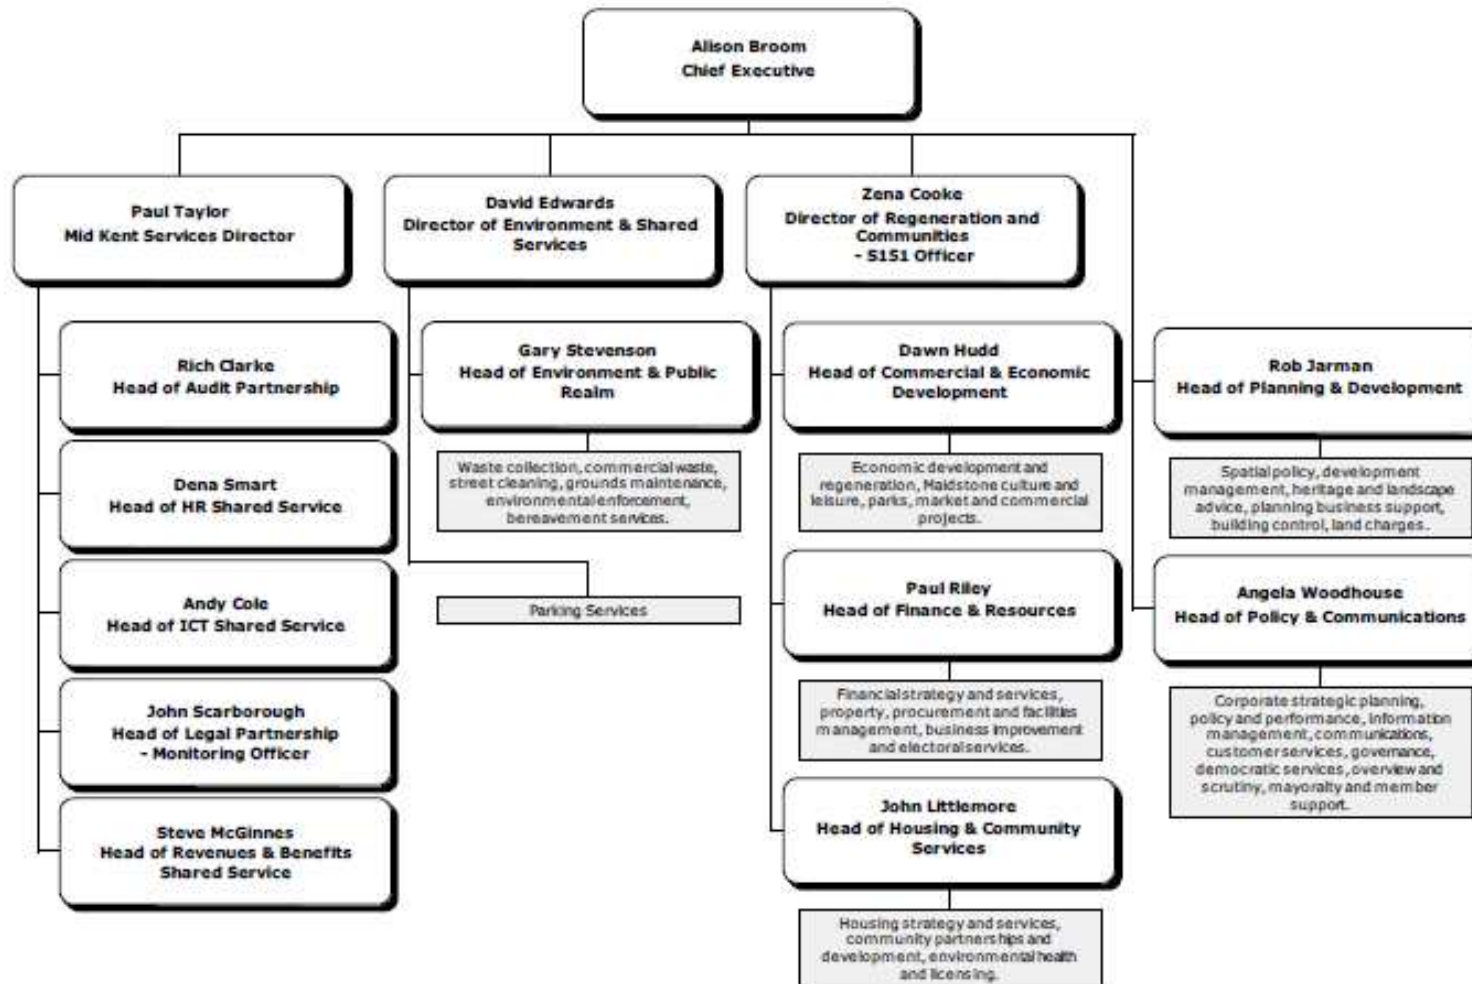 Alison Broom
Chief Executive
Paul Taylor
Mid Kent Services Director
David Edwards
Director of Environment & Shared
Services
Zena Cooke
Director of Regeneration and
Communities
- S151 Officer
Rich Clarke
Head of Audit Partnership
Dena Smart
Head of HR Shared Service
Andy Cole
Head of ICT Shared Service
John Scarborough
Head of Legal Partnership
- Monitoring Officer
Steve McGinnes
Head of Revenues & Benefits
Shared Service
Gary Stevenson
Head of Environment & Public
Realm
Waste collection, commercial waste,
street cleaning, grounds maintenance,
environmental enforcement,
bereavement services.
Parking Services
Dawn Hudd
Head of Commercial & Economic
Development
Economic development and
regeneration, Maidstone culture and
leisure, parks, market and commercial
projects.
Paul Riley
Head of Finance & Resources
Financial strategy and services,
property, procurement and facilities
management, business improvement
and electoral services.
John Littlemore
Head of Housing & Community
Services
Housing strategy and services,
community partnerships and
development, environmental health
and licensing.
Rob Jarman
Head of Planning & Development
Spatial policy, development
management, heritage and landscape
advice, planning business support,
building control, land charges.
Angela Woodhouse
Head of Policy & Communications
Corporate strategic planning,
policy and performance, information
management, communications,
customer services, governance,
democratic services, overview and
scrutiny, mayoralty and member
support.